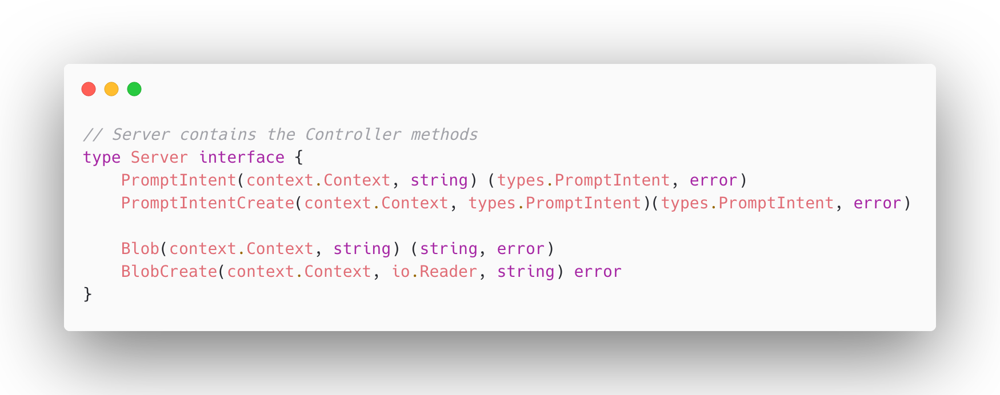 // Server contains the Controller methods
type Server interface {
    PromptIntent(context.Context, string) (types.PromptIntent, error)
    PromptIntentCreate(context.Context, types.PromptIntent)(types.PromptIntent, error)

    Blob(context.Context, string) (string, error)
    BlobCreate(context.Context, io.Reader, string) error
}